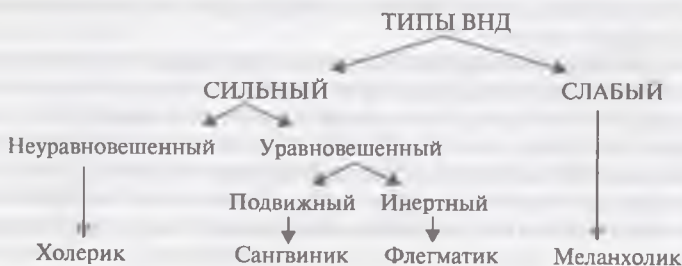 ТИПЫ ВНД
СИЛЬНЫЙ СЛАБЫЙ
Неуравновешенный Уравновешенный
Подвижный Инертный
Холерик Сангвиник Флегматик Меланхолик